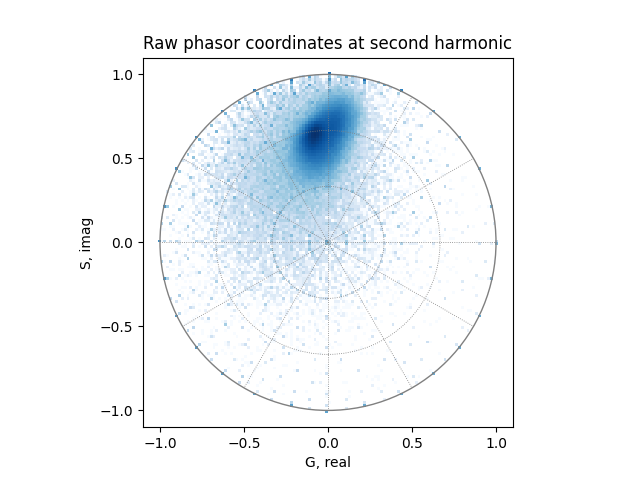 Raw phasor coordinates at second harmonic
1.0
0.5
0.0
−0.5
−1.0
S, imag
−1.0 −0.5 0.0 0.5 1.0
G, real